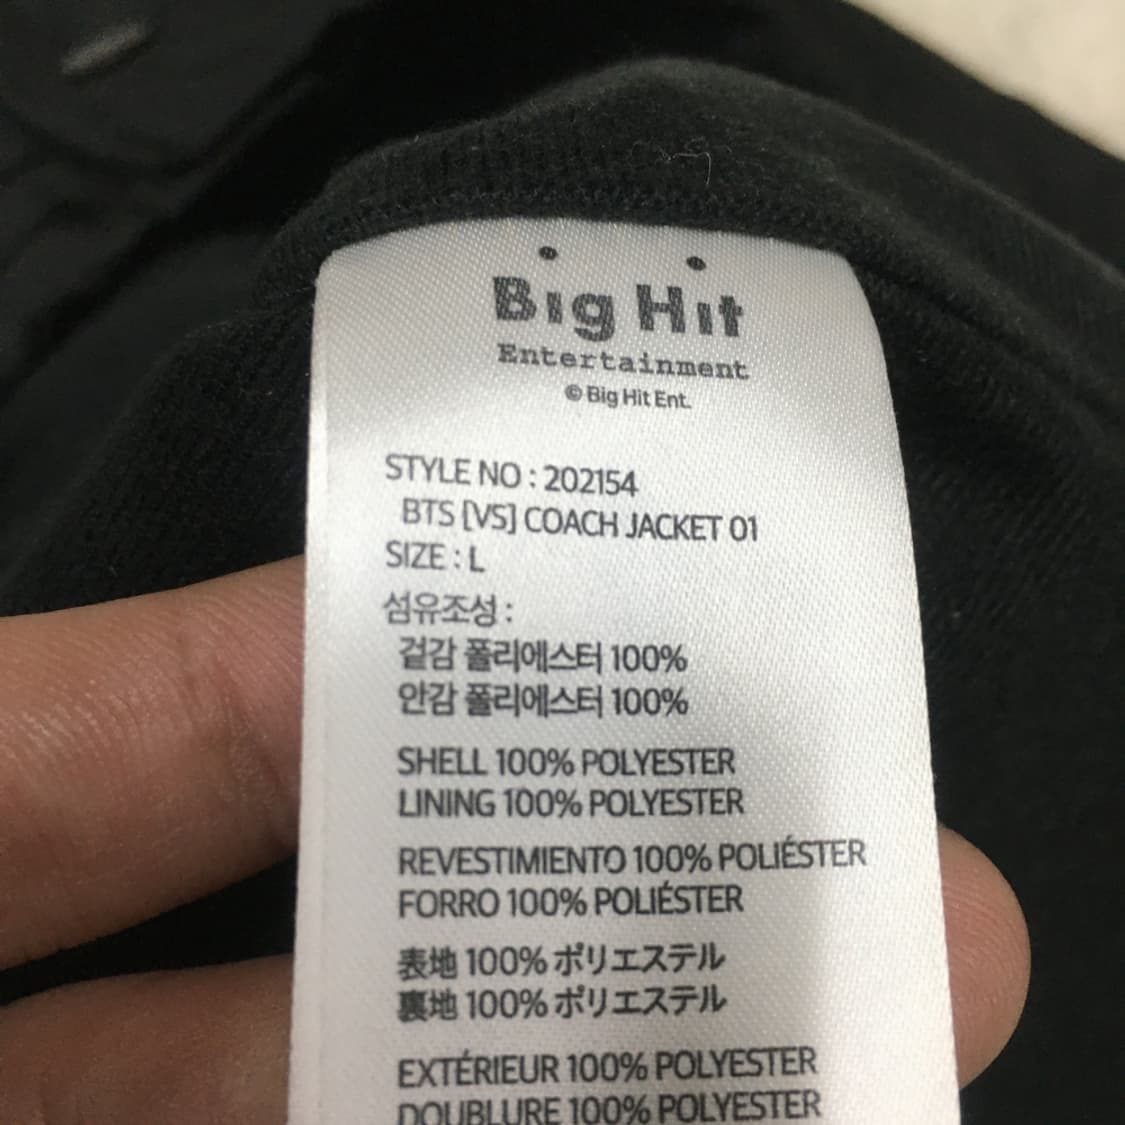 Big Hit
Entertainment
© Big Hit Ent.
STYLE NO : 202154
BTS [VS] COACH JACKET 01
SIZE : L
섬유조성 :
겉감 폴리에스터 100%
안감 폴리에스터 100%
SHELL 100% POLYESTER
LINING 100% POLYESTER
REVESTIMIENTO 100% POLIÉSTER
FORRO 100% POLIÉSTER
表地 100% ポリエステル
裏地 100% ポリエステル
EXTÉRIEUR 100% POLYESTER
DOUBLURE 100% POLYESTER